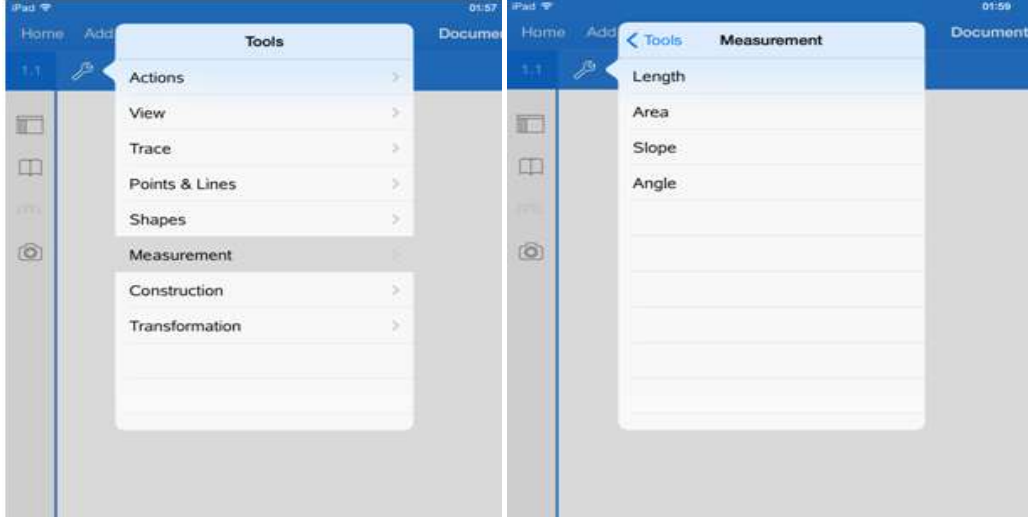 iPad 01:57
Home Add Tools Docume
1.1
Actions
View
Trace
Points & Lines
Shapes
Measurement
Construction
Transformation
iPad 01:59
Home Add Tools Measurement Document
1.1
Length
Area
Slope
Angle